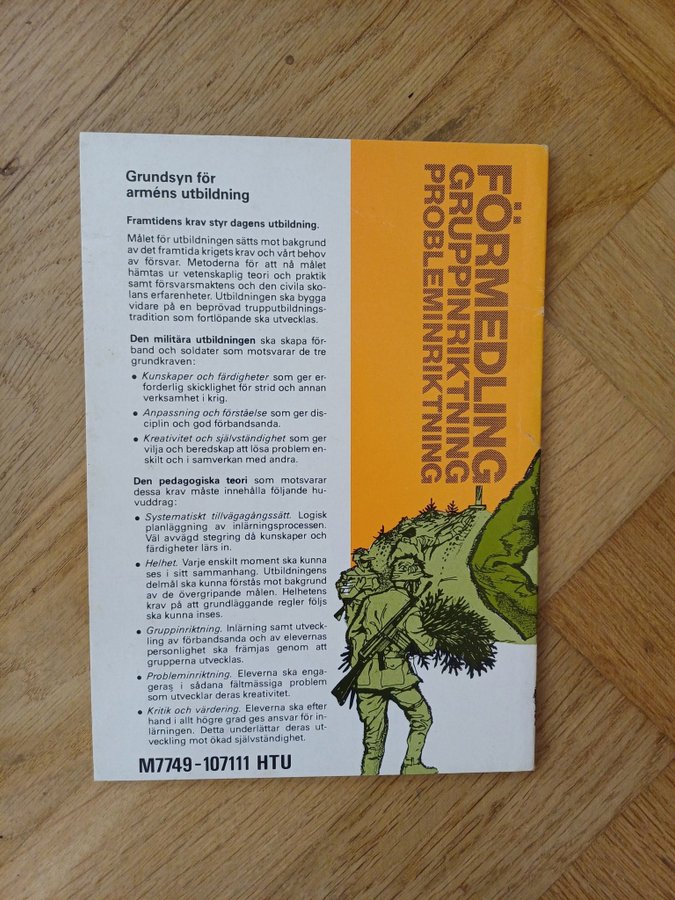 Grundsyn för
arméns utbildning
Framtidens krav styr dagens utbildning.
Målet för utbildningen sätts mot bakgrund
av det framtida krigets krav och vårt behov
av försvar. Metoderna för att nå målet
hämtas ur vetenskaplig teori och praktik
samt försvarsmaktens och den civila sko-
lans erfarenheter. Utbildningen ska bygga
vidare på en beprövad trupputbildnings-
tradition som fortlöpande ska utvecklas.
Den militära utbildningen ska skapa för-
band och soldater som motsvarar de tre
grundkraven:
• Kunskaper och färdigheter som ger er-
forderlig skicklighet för strid och annan
verksamhet i krig.
• Anpassning och förståelse som ger dis-
ciplin och god förbandsanda.
• Kreativitet och självständighet som ger
vilja och beredskap att lösa problem en-
skilt och i samverkan med andra.
Den pedagogiska teori som motsvarar
dessa krav måste innehålla följande hu-
vuddrag:
• Systematiskt tillvägagångssätt. Logisk
planläggning av inlärningsprocessen.
Väl avvägd stegring då kunskaper och
färdigheter lärs in.
• Helhet. Varje enskilt moment ska kunna
ses i sitt sammanhang. Utbildningens
delmål ska kunna förstås mot bakgrund
av de övergripande målen. Helhetens
krav på att grundläggande regler följs
ska kunna inses.
• Gruppinriktning. Inlärning samt utveck-
ling av förbandsanda och av elevernas
personlighet ska främjas genom att
grupperna utvecklas.
• Probleminriktning. Eleverna ska enga-
geras i sådana fältmässiga problem
som utvecklar deras kreativitet.
• Kritik och värdering. Eleverna ska efter
hand i allt högre grad ges ansvar för in-
lärningen. Detta underlättar deras ut-
veckling mot ökad självständighet.
M7749-107111 HTU
FÖRMEDLING
GRUPPINRIKTNING
PROBLEMINRIKTNING